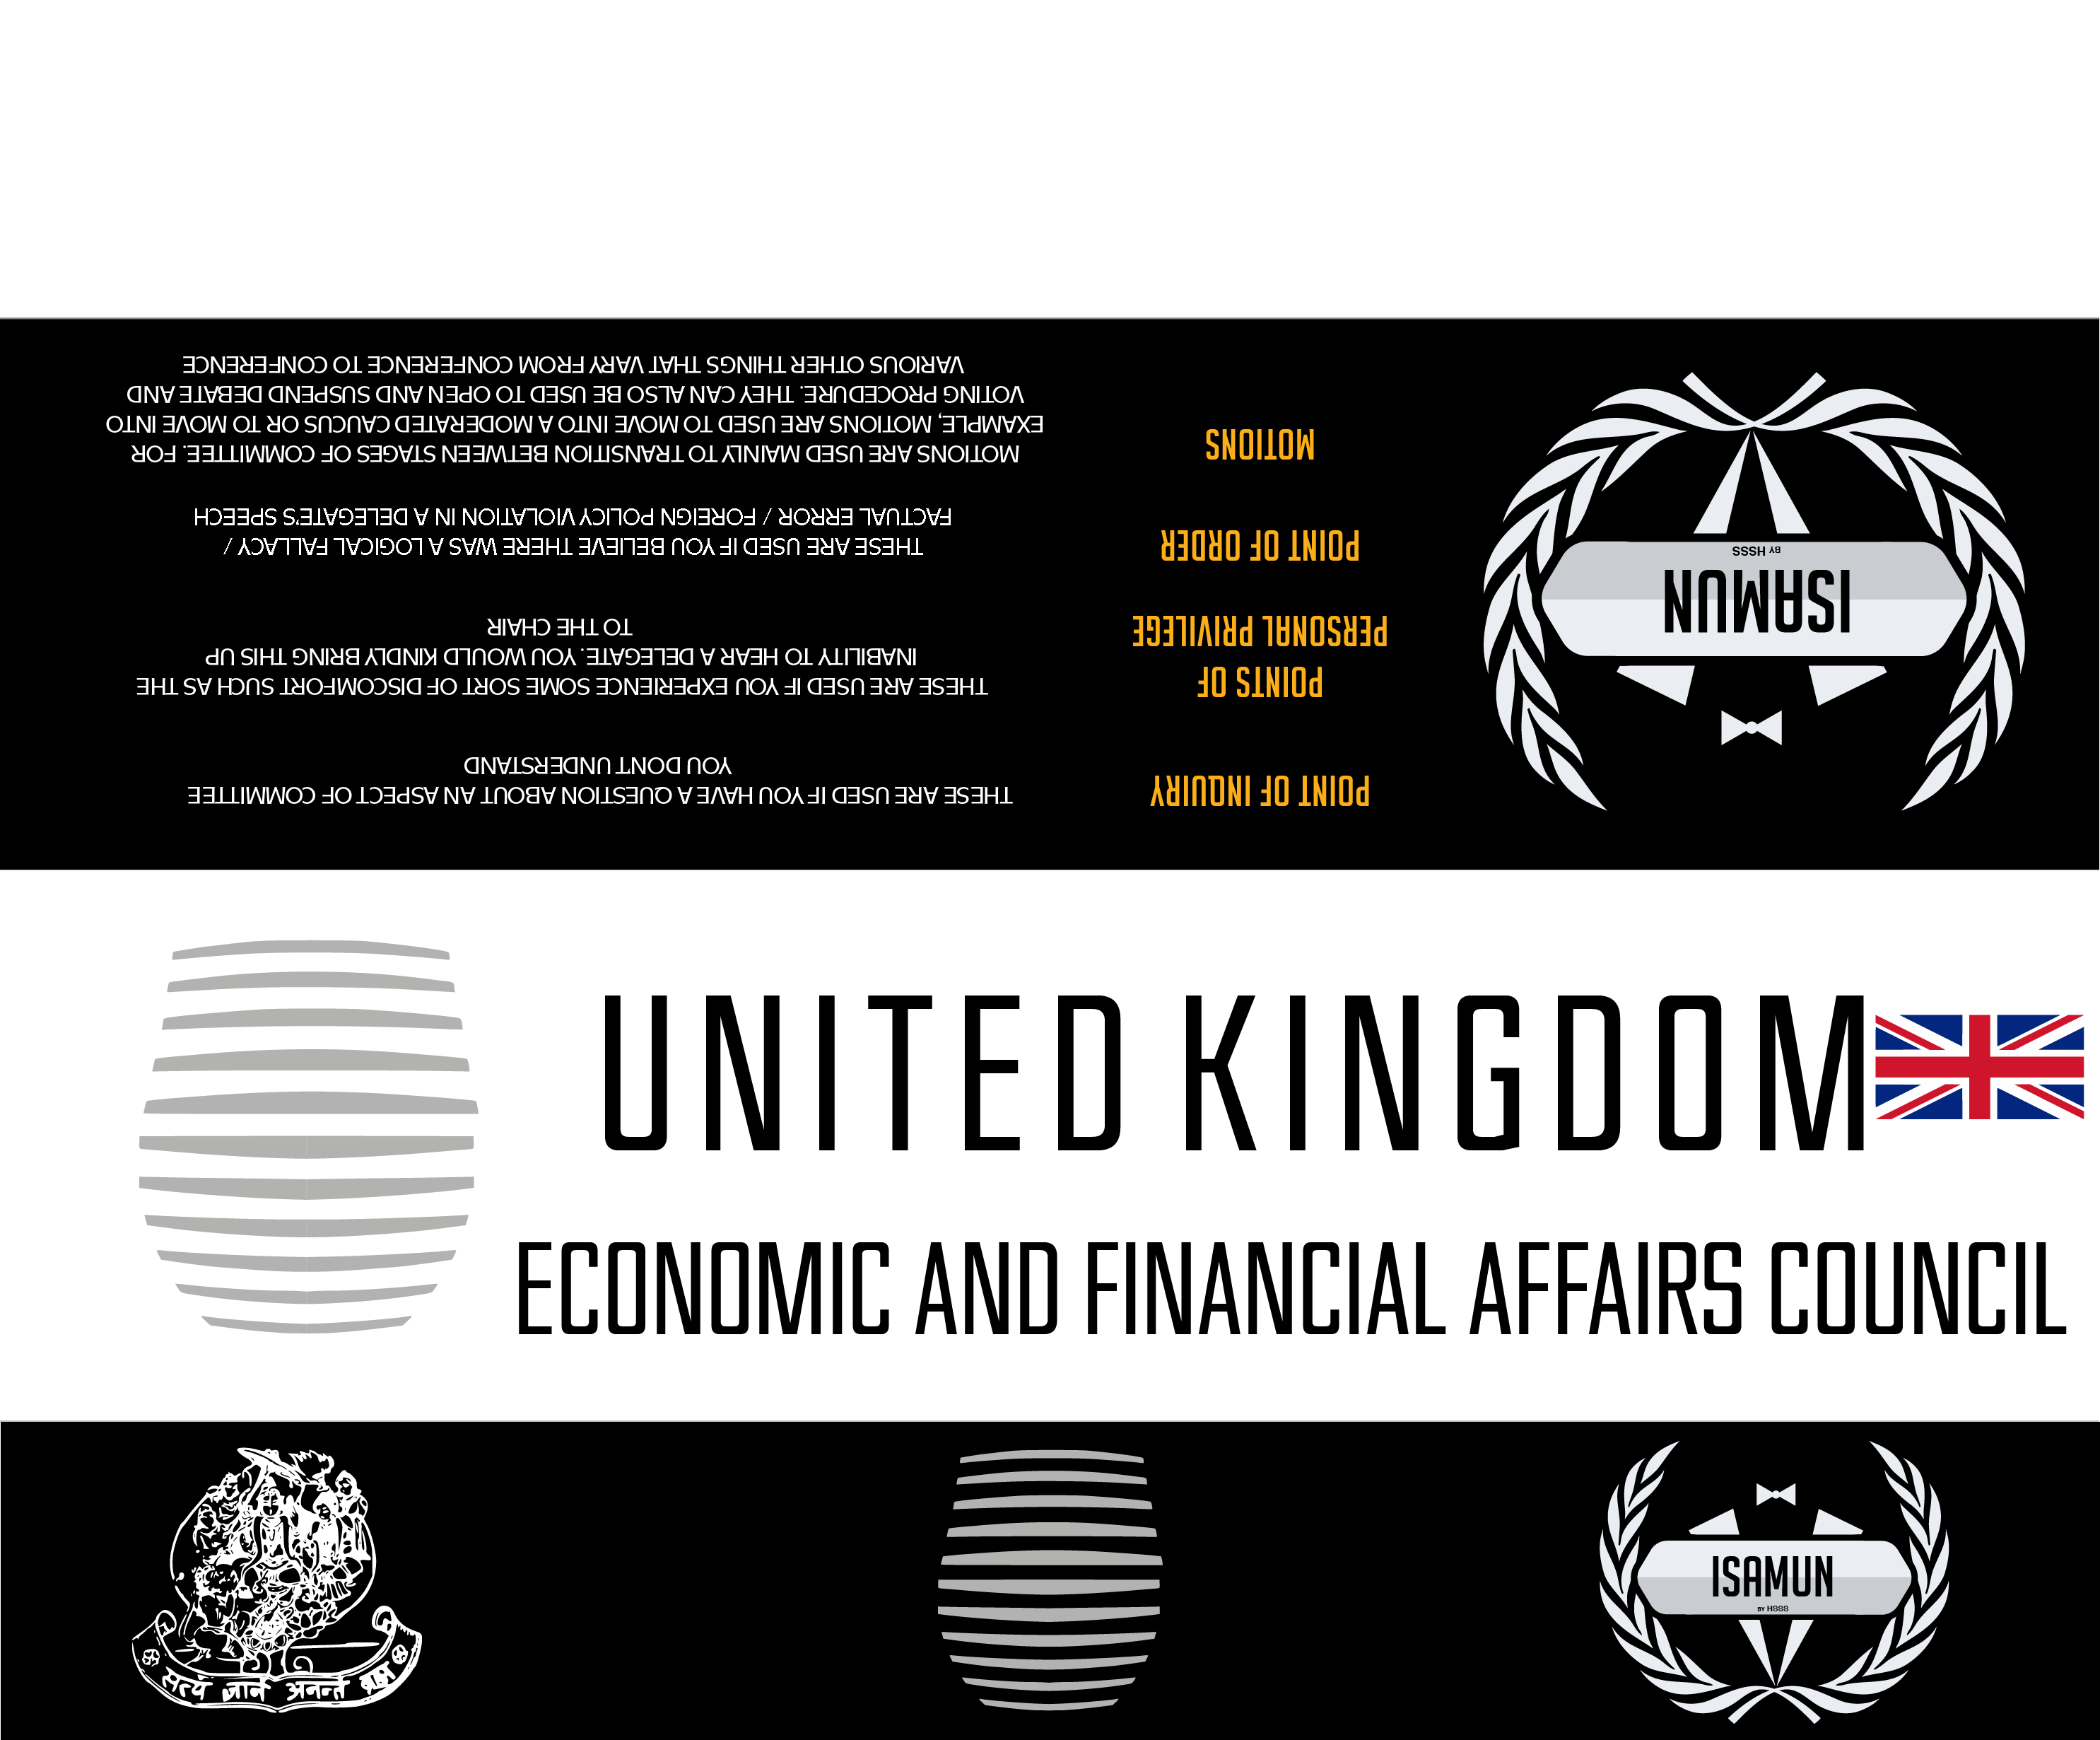 ISAMUN
BY HSSS
POINT OF INQUIRY
THESE ARE USED IF YOU HAVE A QUESTION ABOUT AN ASPECT OF COMMITTEE
YOU DON'T UNDERSTAND
POINTS OF
PERSONAL PRIVILEGE
THESE ARE USED IF YOU EXPERIENCE SOME SORT OF DISCOMFORT SUCH AS THE
INABILITY TO HEAR A DELEGATE. YOU WOULD KINDLY BRING THIS UP
TO THE CHAIR
POINT OF ORDER
THESE ARE USED IF YOU BELIEVE THERE WAS A LOGICAL FALLACY /
FACTUAL ERROR / FOREIGN POLICY VIOLATION IN A DELEGATE'S SPEECH
MOTIONS
MOTIONS ARE USED MAINLY TO TRANSITION BETWEEN STAGES OF COMMITTEE. FOR
EXAMPLE, MOTIONS ARE USED TO MOVE INTO A MODERATED CAUCUS OR TO MOVE INTO
VOTING PROCEDURE. THEY CAN ALSO BE USED TO OPEN AND SUSPEND DEBATE AND
VARIOUS OTHER THINGS THAT VARY FROM CONFERENCE TO CONFERENCE
UNITED KINGDOM
ECONOMIC AND FINANCIAL AFFAIRS COUNCIL
सत्यं ज्ञानं अनन्तं ब्रह्म
ISAMUN
BY HSSS